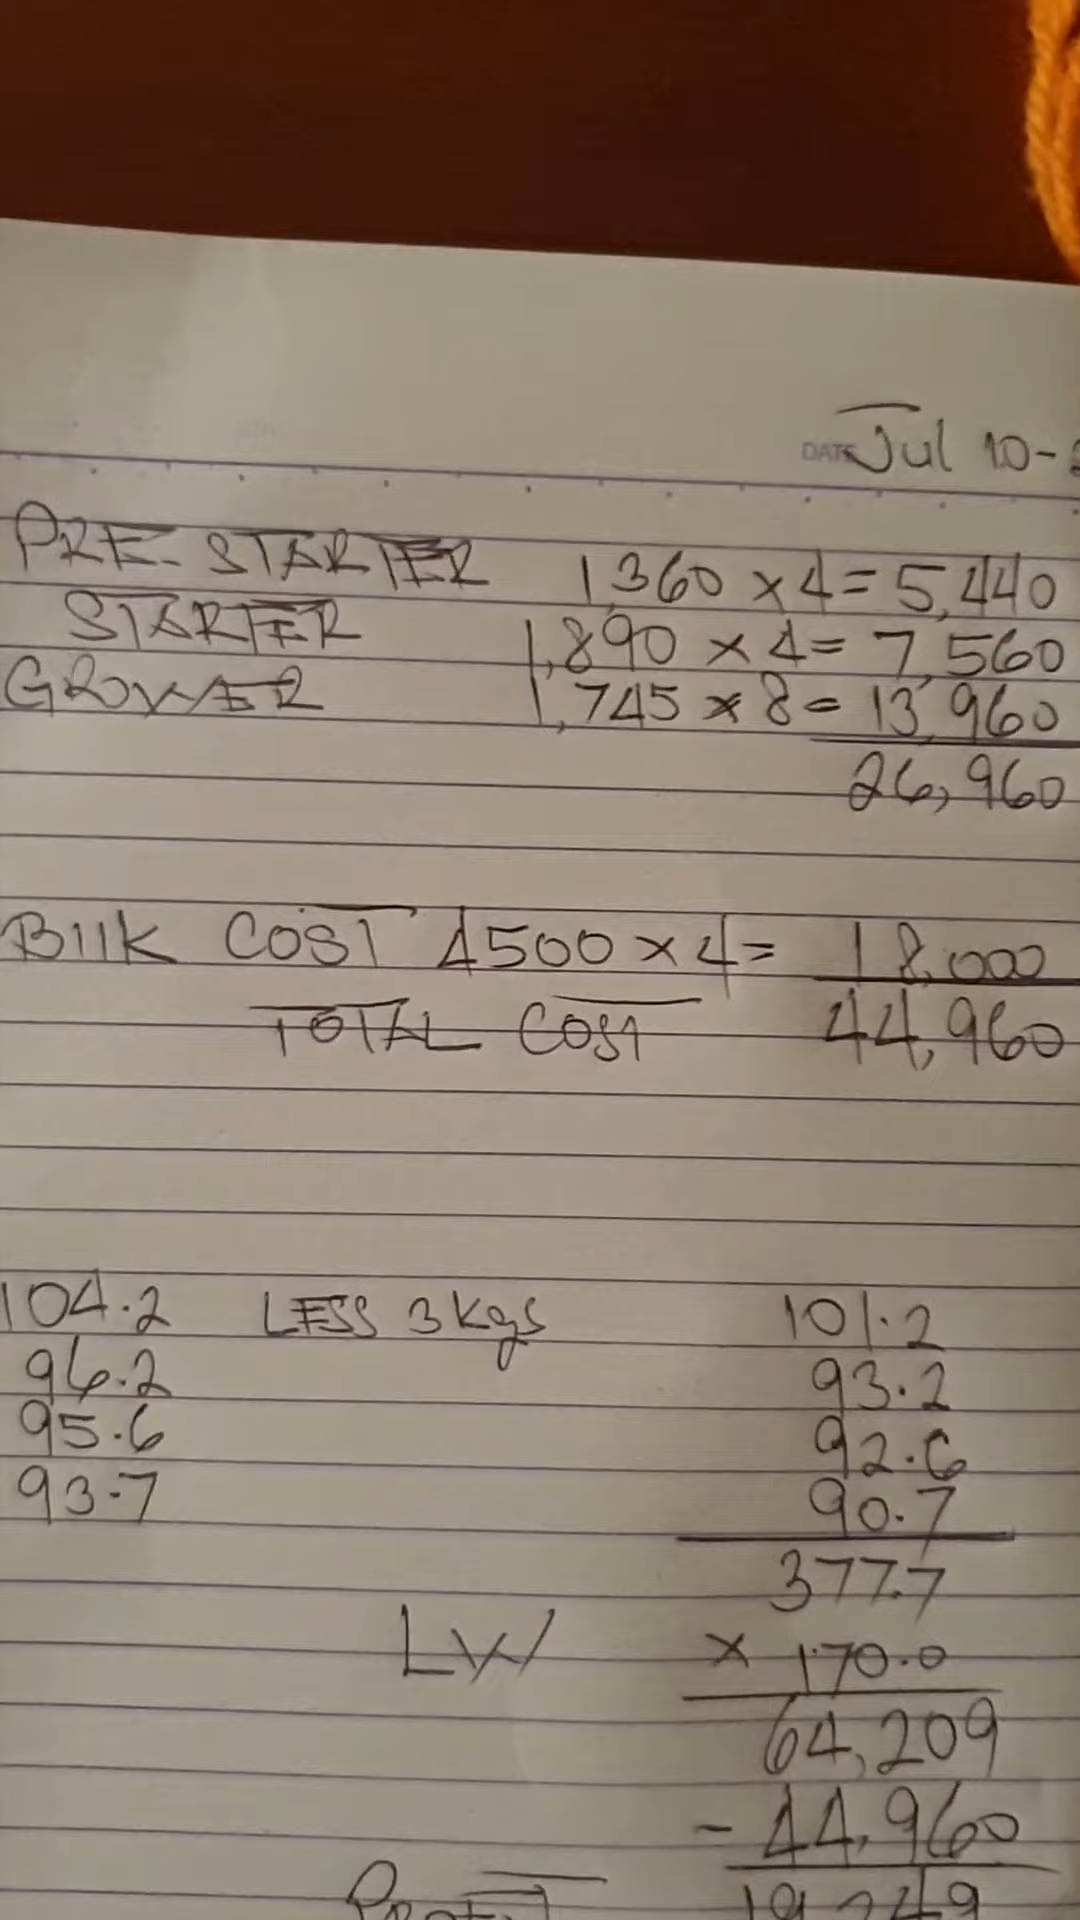 DATE Jul 10-
PRE-STARTER 1,360 x 4 = 5,440
STARTER 1,890 x 4 = 7,560
GROWER 1,745 x 8 = 13,960
26,960
BIIK COST 4500 x 4 = 18,000
TOTAL COST 44,960
104.2 LESS 3 kgs 101.2
96.2 93.2
95.6 92.6
93.7 90.7
377.7
LW x 170.0
64,209
- 44,960
19,249